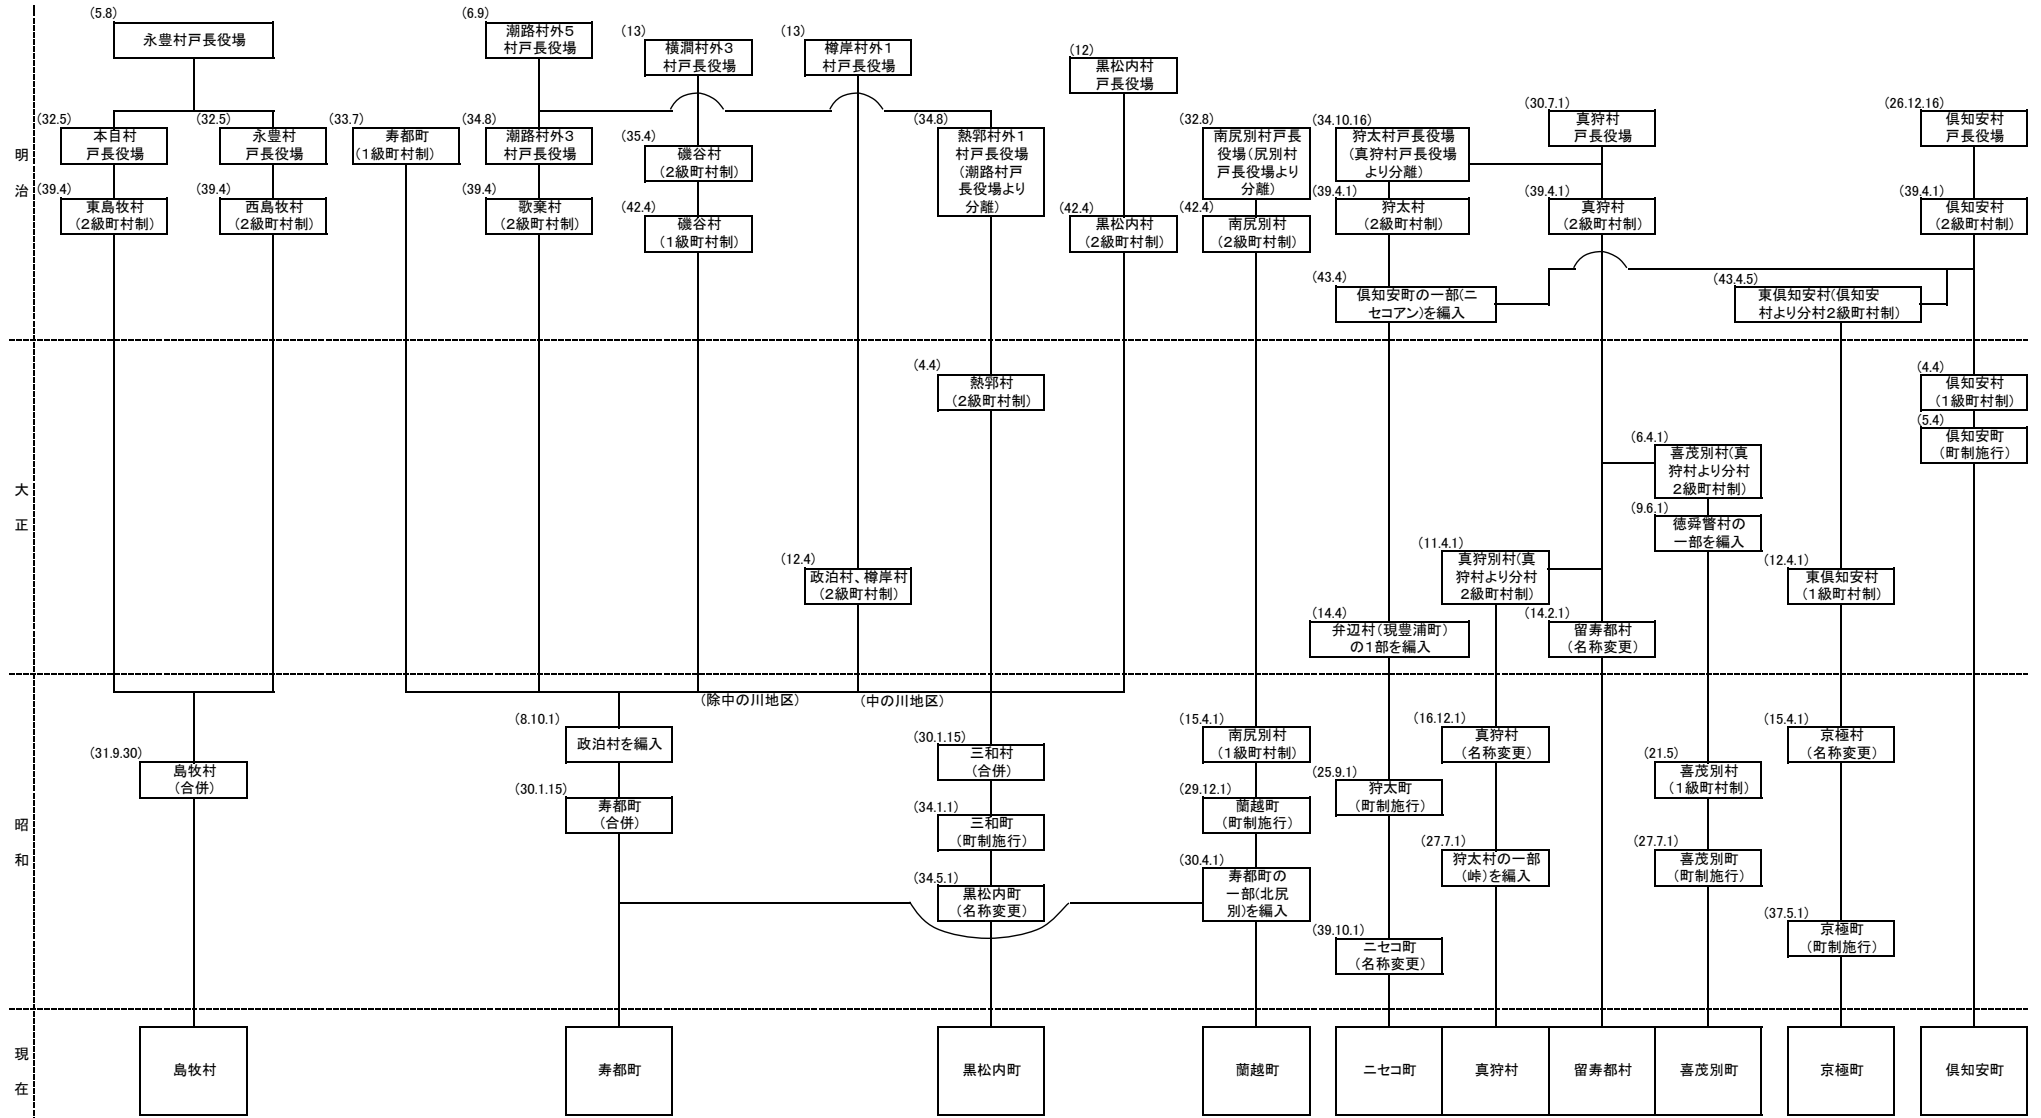 明
治
(5.8)
永豊村戸長役場
(6.9)
潮路村外5
村戸長役場
(13)
横澗村外3
村戸長役場
(13)
樽岸村外1
村戸長役場
(12)
黒松内村
戸長役場
(32.5)
本目村
戸長役場
(32.5)
永豊村
戸長役場
(33.7)
寿都町
(1級町村制)
(34.8)
潮路村外3
村戸長役場
(35.4)
磯谷村
(2級町村制)
(34.8)
熱郛村外1
村戸長役場
(潮路村戸
長役場より
分離)
(32.8)
南尻別村戸長
役場(尻別村
戸長役場より
分離)
(34.10.16)
狩太村戸長役場
(真狩村戸長役場
より分離)
(30.7.1)
真狩村
戸長役場
(26.12.16)
倶知安村
戸長役場
(39.4)
東島牧村
(2級町村制)
(39.4)
西島牧村
(2級町村制)
(39.4)
歌棄村
(2級町村制)
(42.4)
磯谷村
(1級町村制)
(42.4)
黒松内村
(2級町村制)
(42.4)
南尻別村
(2級町村制)
(39.4.1)
狩太村
(2級町村制)
(39.4.1)
真狩村
(2級町村制)
(39.4.1)
倶知安村
(2級町村制)
(43.4)
倶知安町の一部(ニ
セコアン)を編入
(43.4.5)
東倶知安村(倶知安
村より分村2級町村制)
大
正
(4.4)
熱郛村
(2級町村制)
(4.4)
倶知安村
(1級町村制)
(5.4)
倶知安町
(町制施行)
(6.4.1)
喜茂別村(真
狩村より分村
2級町村制)
(9.6.1)
徳舜瞥村の
一部を編入
(12.4)
政泊村、樽岸村
(2級町村制)
(11.4.1)
真狩別村(真
狩村より分村
2級町村制)
(12.4.1)
東倶知安村
(1級町村制)
(14.4)
弁辺村(現豊浦町)
の1部を編入
(14.2.1)
留寿都村
(名称変更)
昭
和
(除中の川地区)
(中の川地区)
(8.10.1)
政泊村を編入
(31.9.30)
島牧村
(合併)
(30.1.15)
寿都町
(合併)
(30.1.15)
三和村
(合併)
(34.1.1)
三和町
(町制施行)
(34.5.1)
黒松内町
(名称変更)
(15.4.1)
南尻別村
(1級町村制)
(29.12.1)
蘭越町
(町制施行)
(30.4.1)
寿都町の
一部(北尻
別)を編入
(25.9.1)
狩太町
(町制施行)
(39.10.1)
ニセコ町
(名称変更)
(16.12.1)
真狩村
(名称変更)
(27.7.1)
狩太村の一部
(峠)を編入
(21.5)
喜茂別村
(1級町村制)
(27.7.1)
喜茂別町
(町制施行)
(15.4.1)
京極村
(名称変更)
(37.5.1)
京極町
(町制施行)
現
在
島牧村
寿都町
黒松内町
蘭越町
ニセコ町
真狩村
留寿都村
喜茂別町
京極町
倶知安町